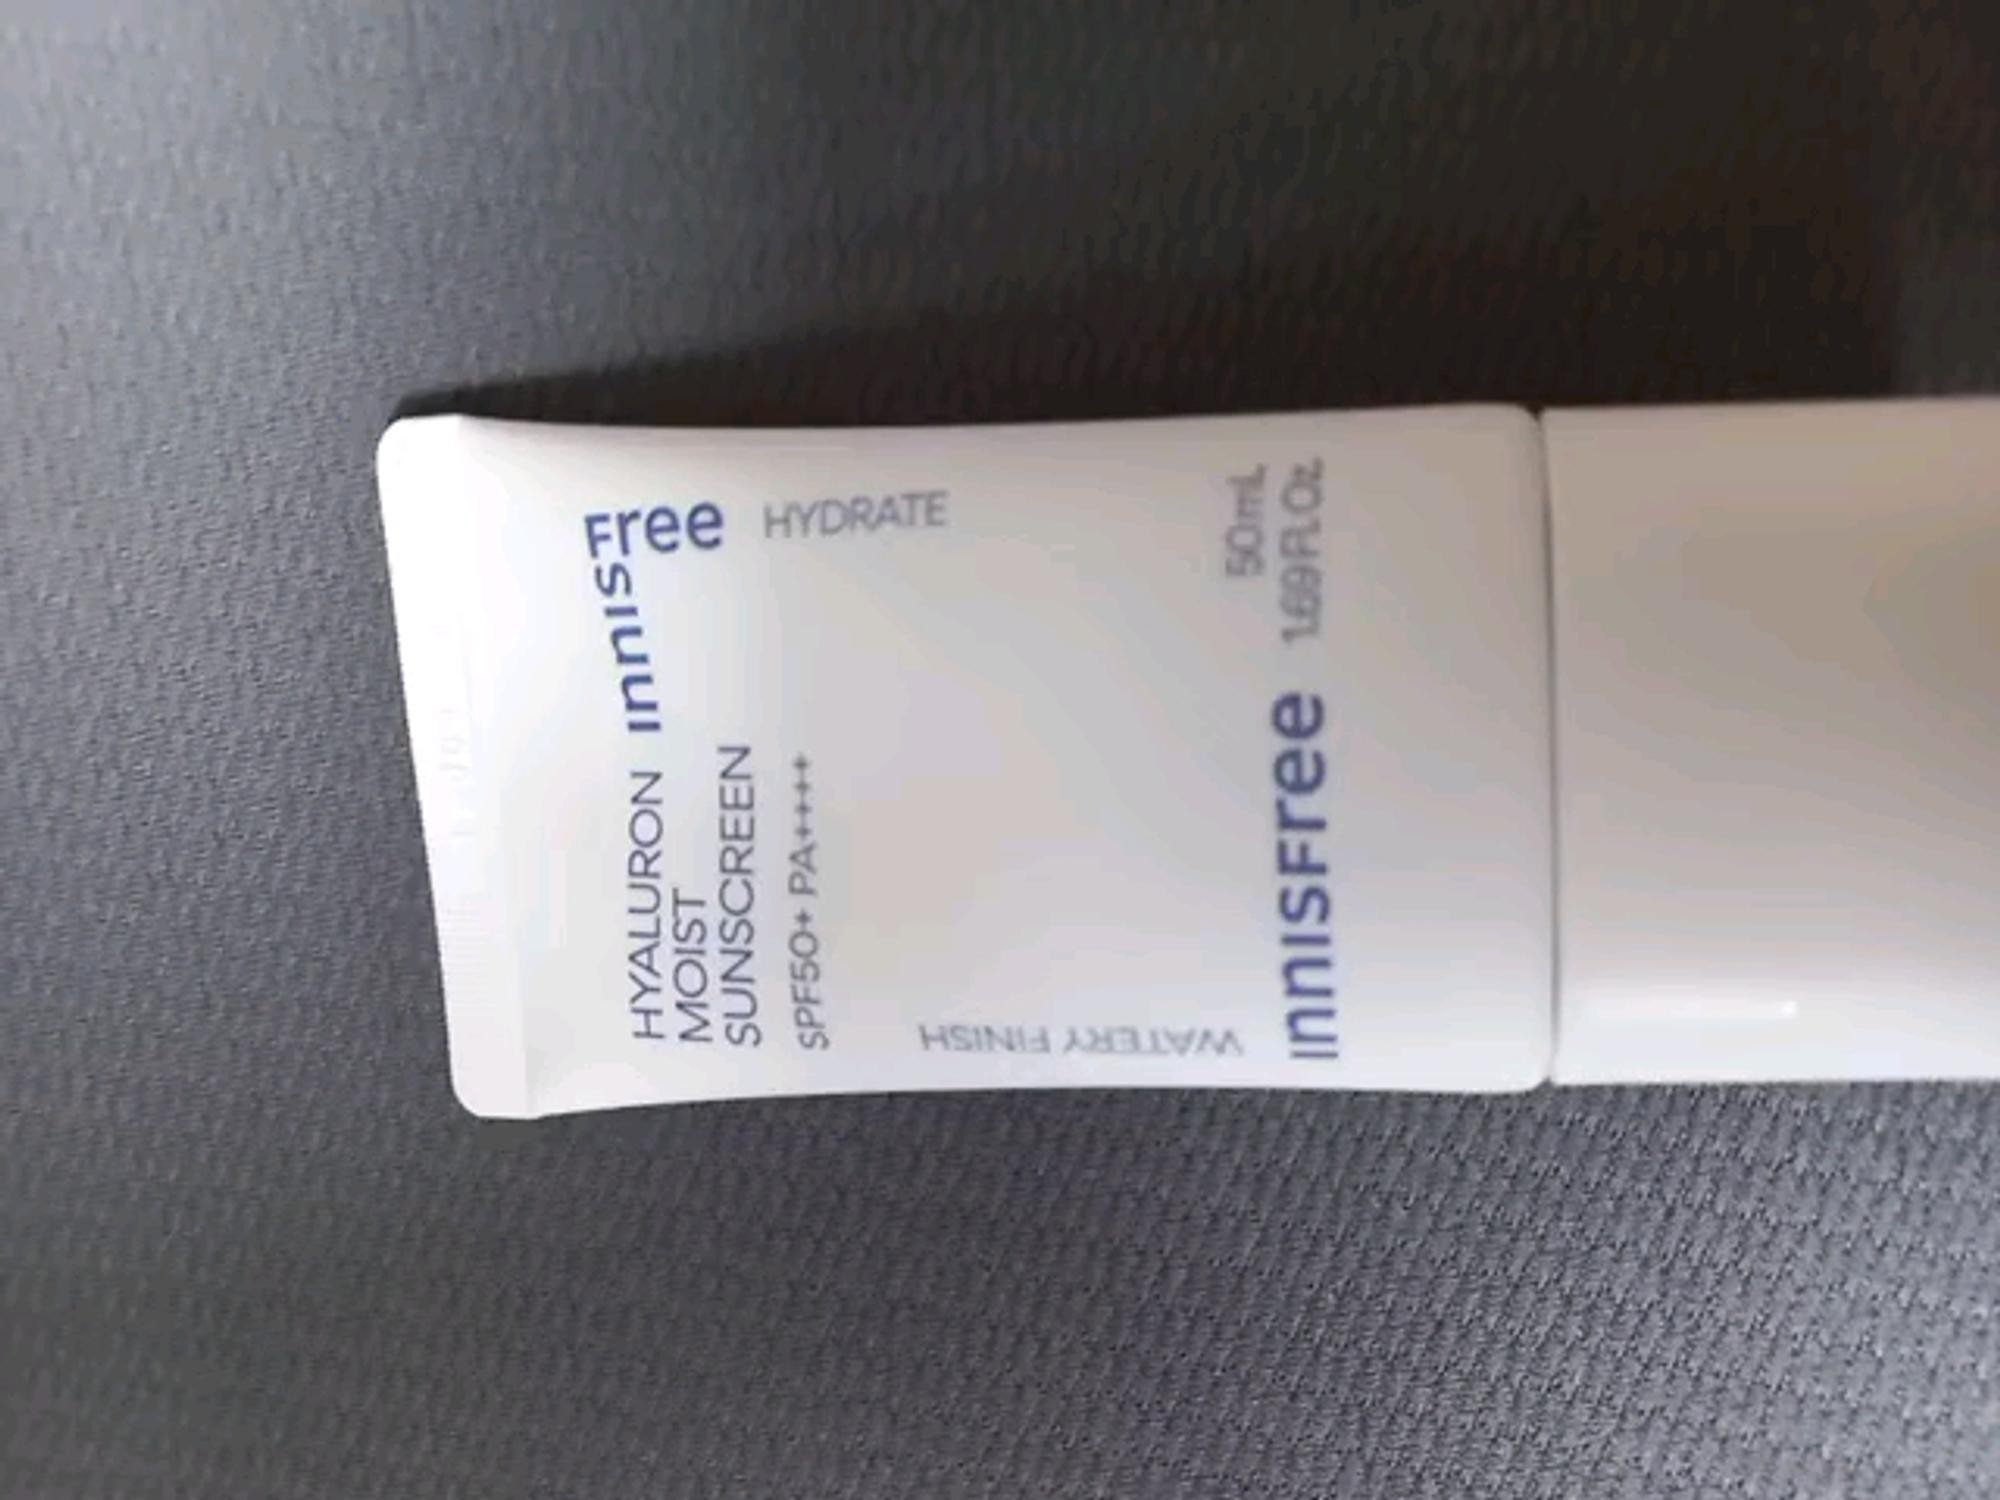 HYALURON innisFree
MOIST
SUNSCREEN
SPF50+ PA++++
HYDRATE
WATERY FINISH
50mL
innisFree 1.69 Fl.Oz.